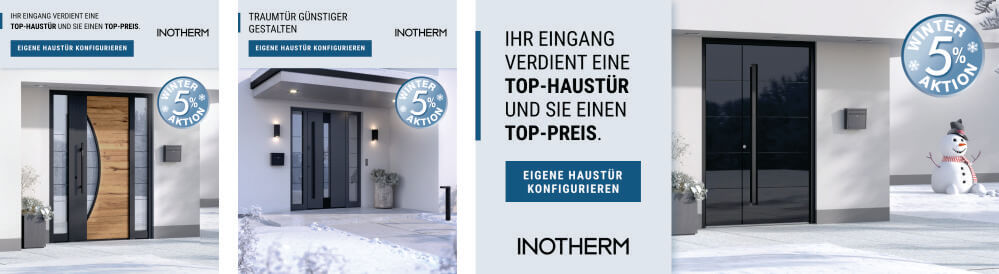 IHR EINGANG VERDIENT EINE
TOP-HAUSTÜR UND SIE EINEN TOP-PREIS.
EIGENE HAUSTÜR KONFIGURIEREN
INOTHERM
WINTER
5%
AKTION
TRAUMTÜR GÜNSTIGER
GESTALTEN
EIGENE HAUSTÜR KONFIGURIEREN
INOTHERM
WINTER
5%
AKTION
IHR EINGANG
VERDIENT EINE
TOP-HAUSTÜR
UND SIE EINEN
TOP-PREIS.
EIGENE HAUSTÜR
KONFIGURIEREN
INOTHERM
WINTER
5%
AKTION